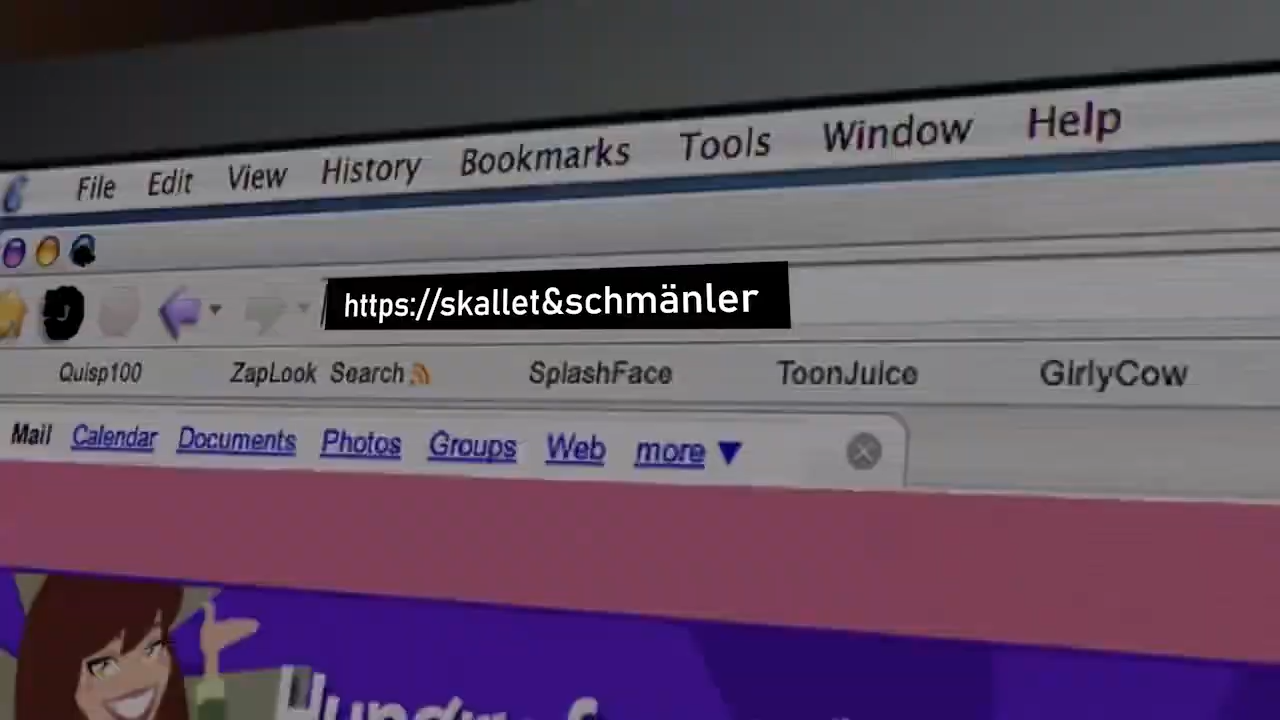 File Edit View History Bookmarks Tools Window Help
https://skallet&schmänler
Quisp100 ZapLook Search SplashFace ToonJuice GirlyCow
Mail Calendar Documents Photos Groups Web more